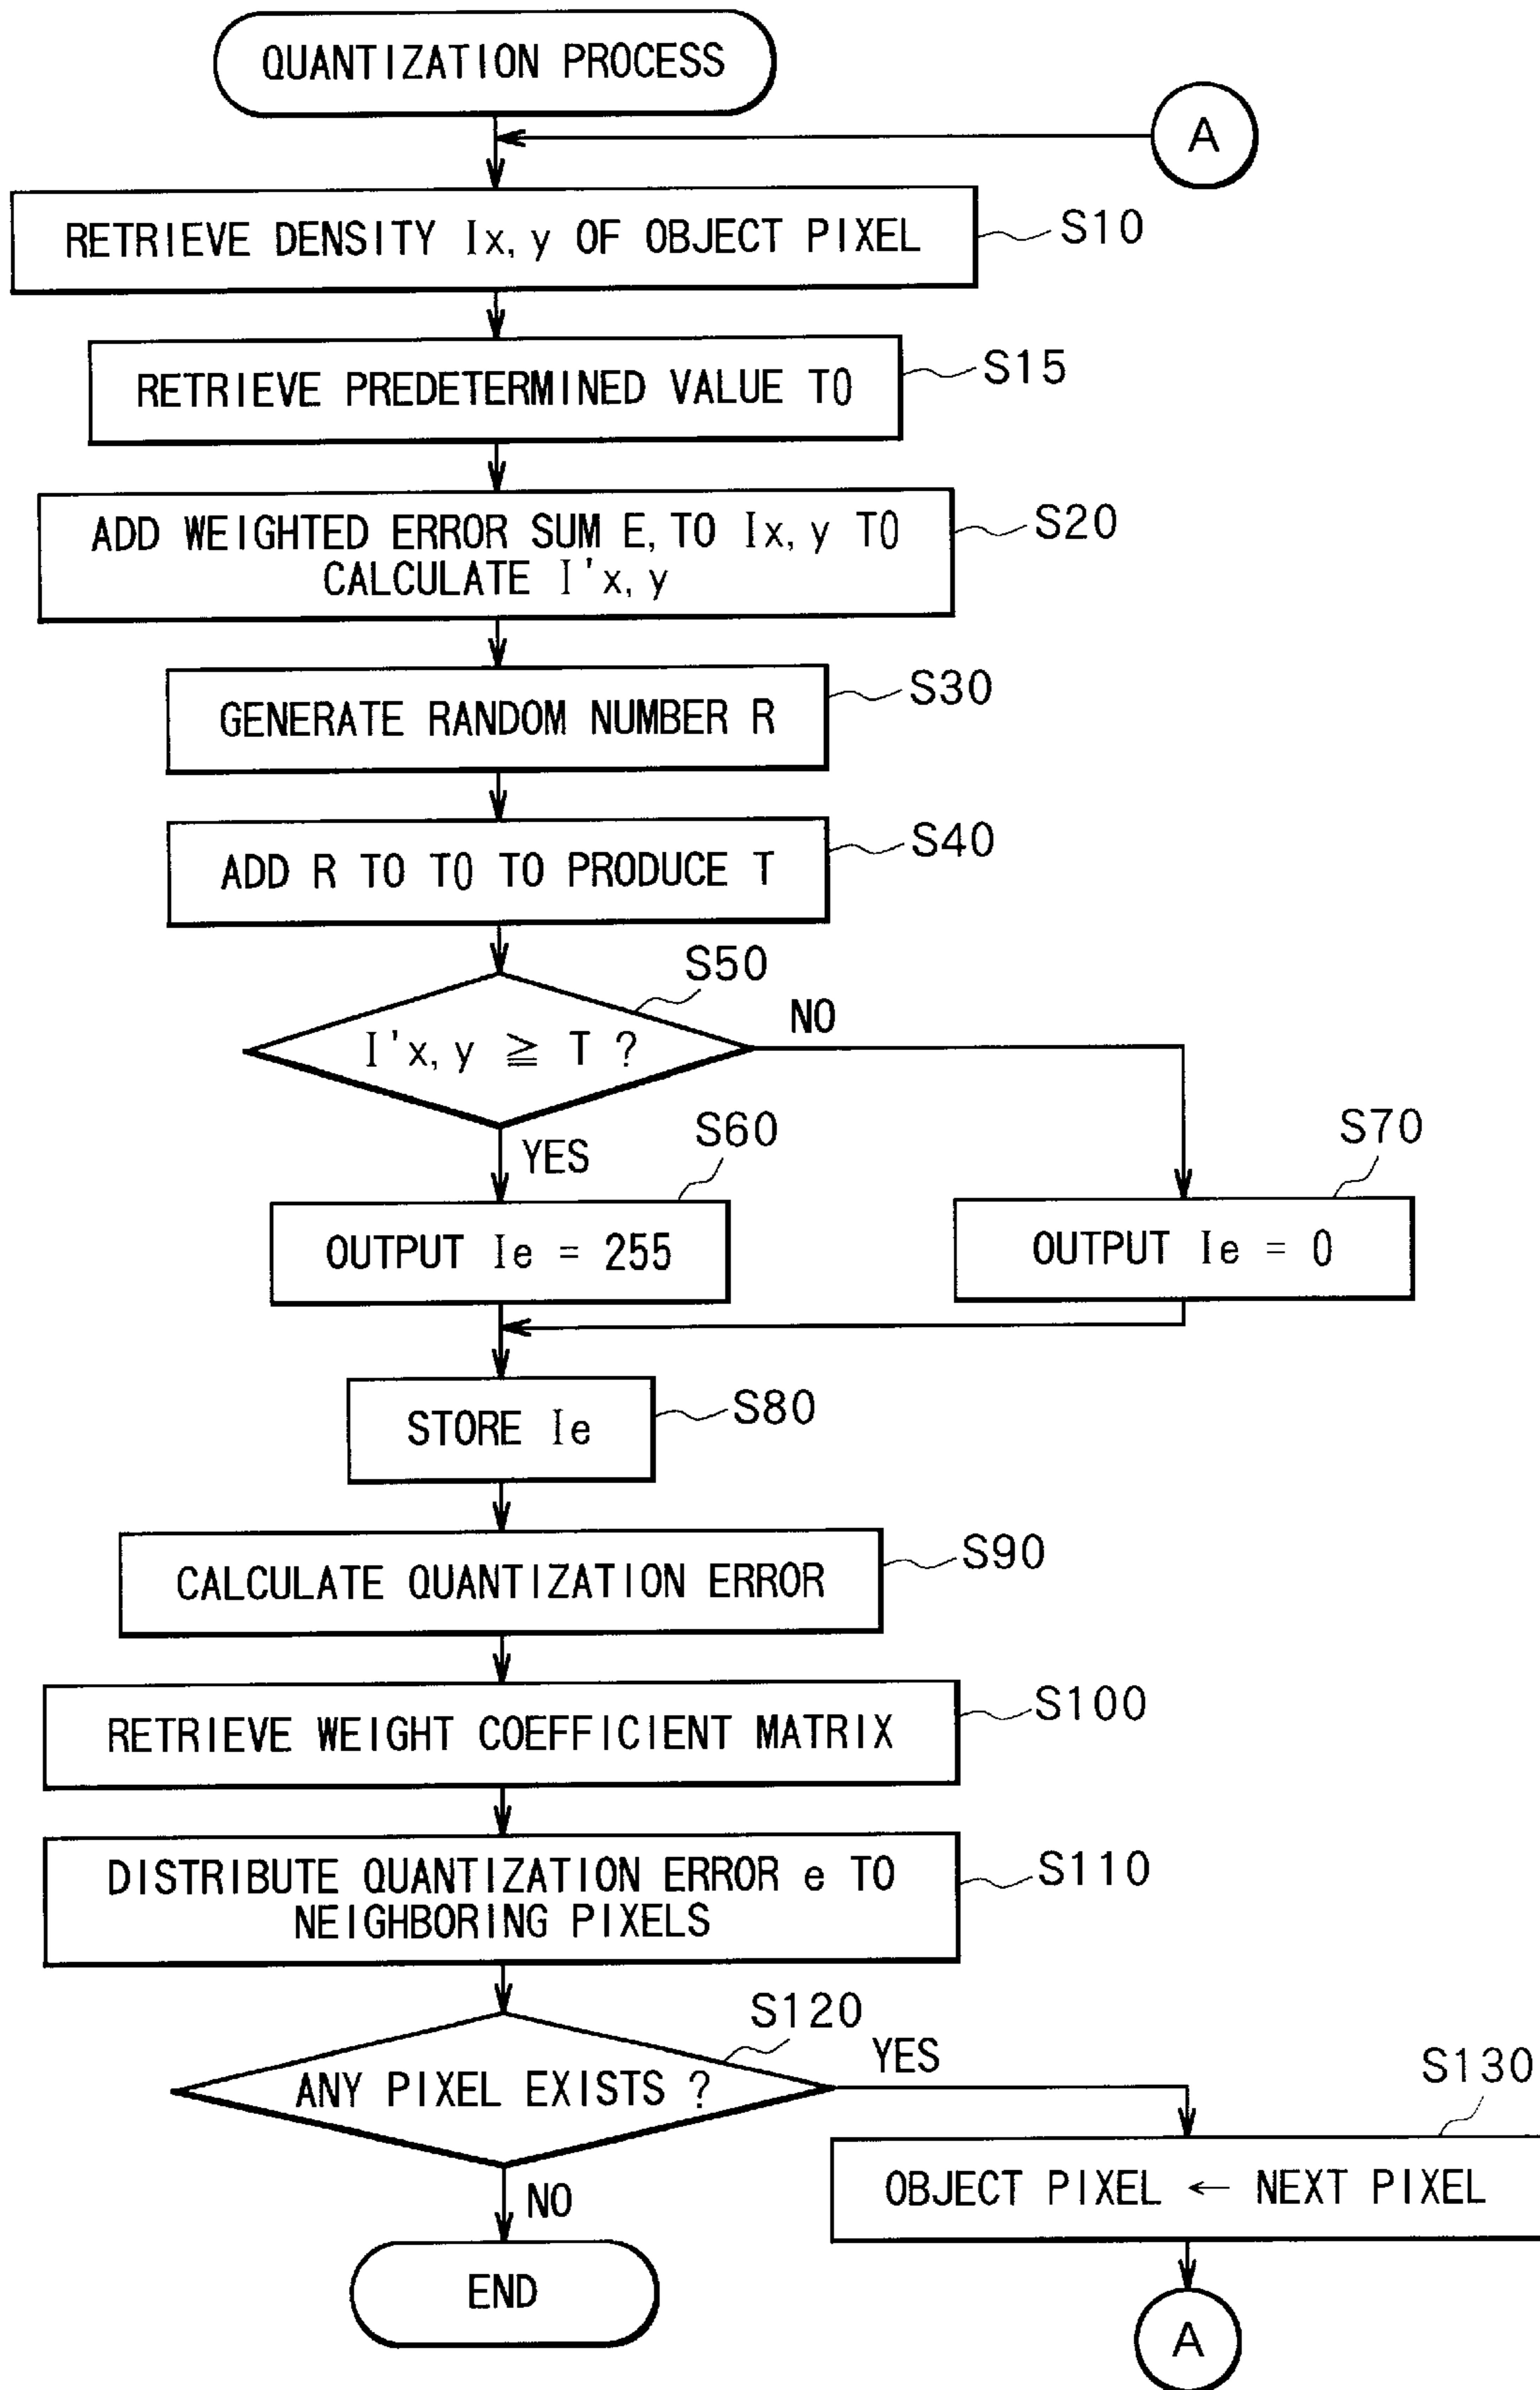 QUANTIZATION PROCESS
A
RETRIEVE DENSITY Ix, y OF OBJECT PIXEL
S10
RETRIEVE PREDETERMINED VALUE T0
S15
ADD WEIGHTED ERROR SUM E, TO Ix, y TO
CALCULATE I'x, y
S20
GENERATE RANDOM NUMBER R
S30
ADD R TO T0 TO PRODUCE T
S40
S50
I'x, y ≧ T ?
NO
YES
S60
S70
OUTPUT Ie = 255
OUTPUT Ie = 0
STORE Ie
S80
CALCULATE QUANTIZATION ERROR
S90
RETRIEVE WEIGHT COEFFICIENT MATRIX
S100
DISTRIBUTE QUANTIZATION ERROR e TO
NEIGHBORING PIXELS
S110
S120
ANY PIXEL EXISTS ?
YES
S130
NO
OBJECT PIXEL ← NEXT PIXEL
END
A